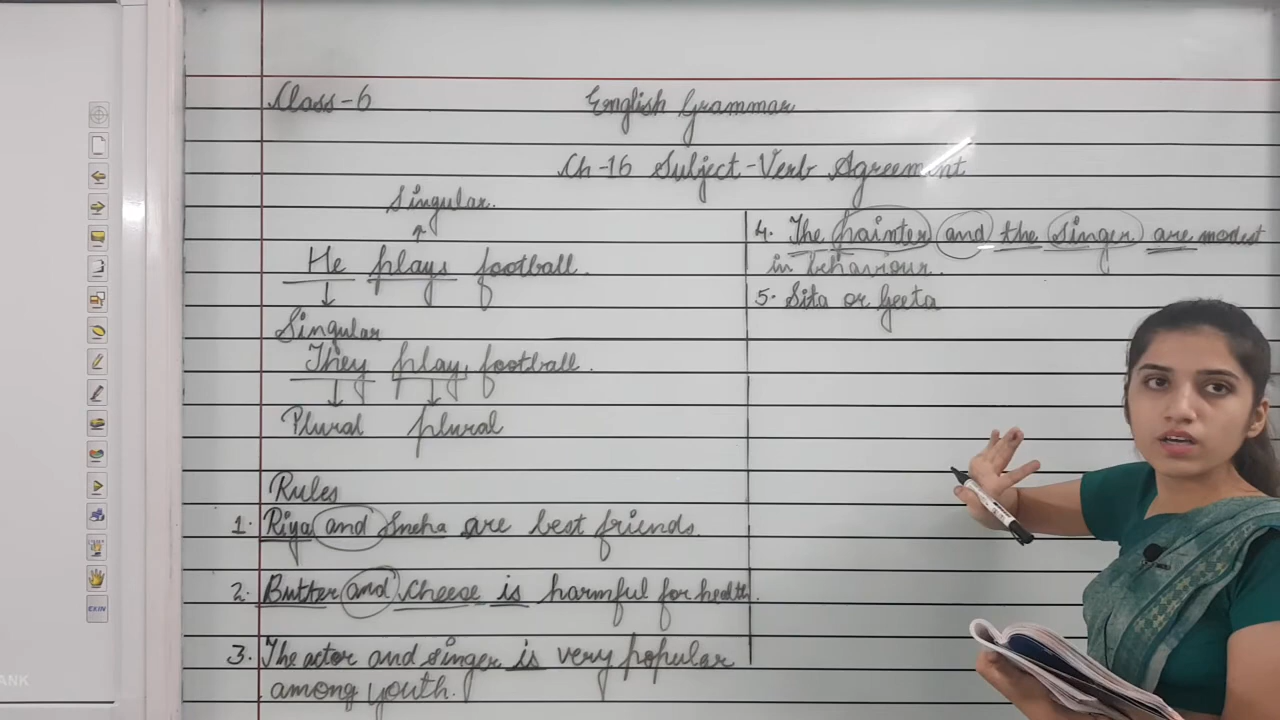 Class-6
English Grammar
Ch-16 Subject-Verb Agreement
Singular.
He plays football.
Singular
They play football.
Plural plural
Rules
1. Riya and Sneha are best friends.
2. Butter and cheese is harmful for health.
3. The actor and singer is very popular
among youth.
4. The painter and the singer are modest
in behaviour.
5. Sita or Geeta
EXIN
ANK